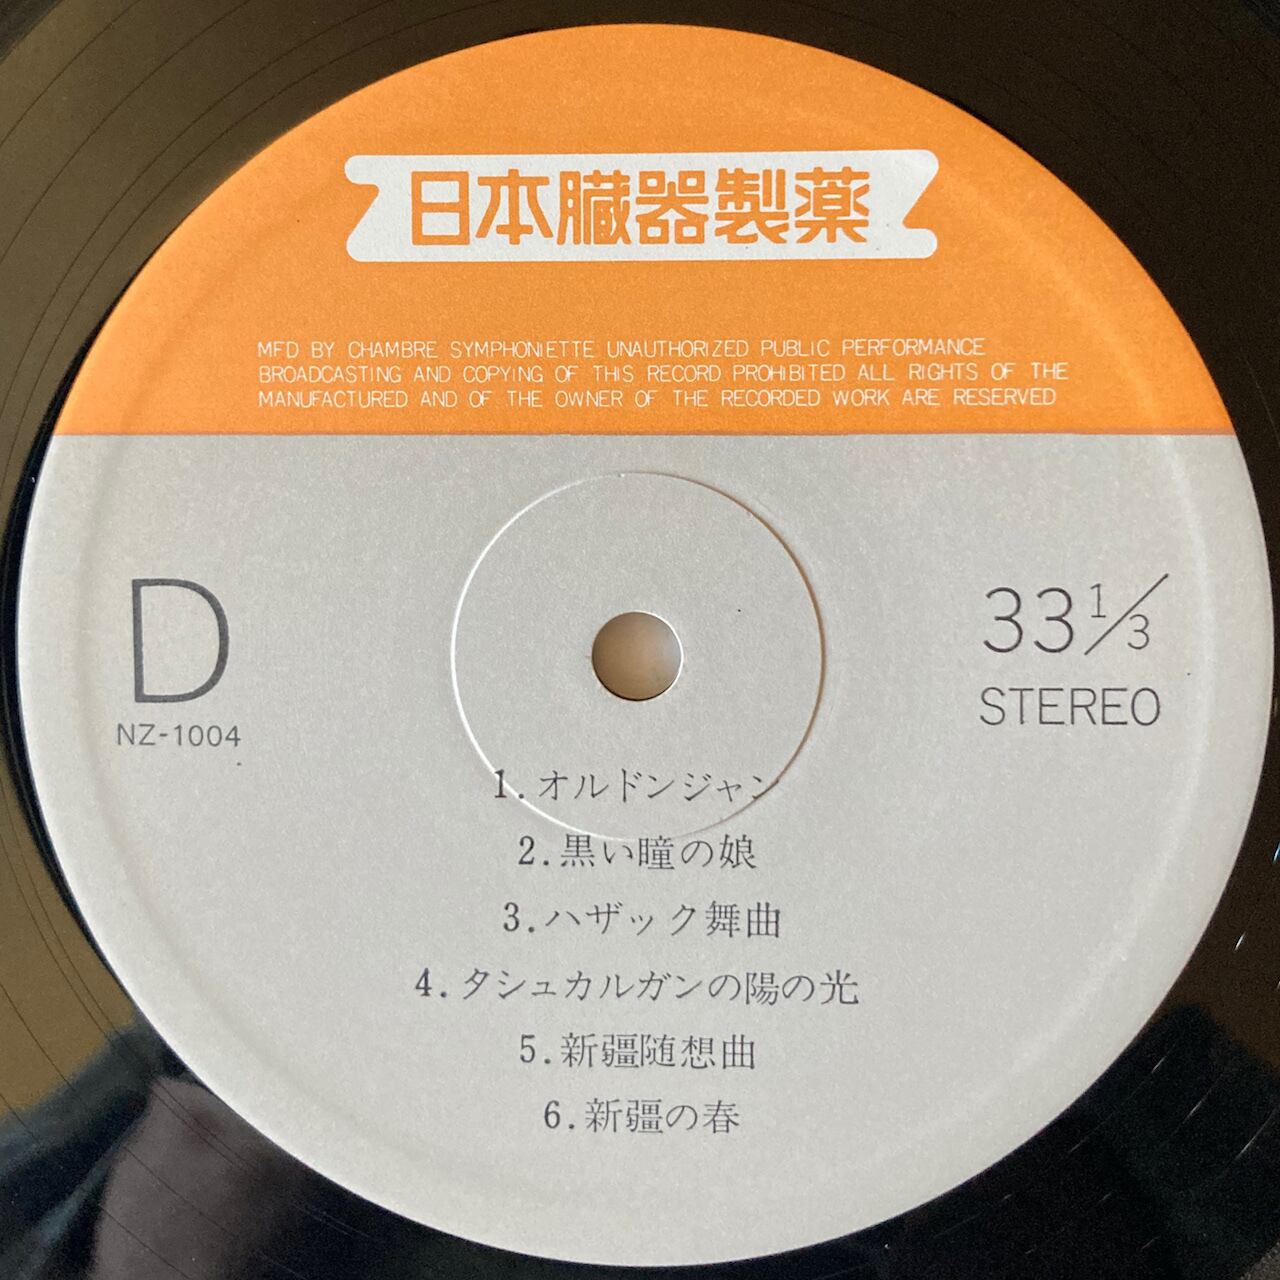 日本臓器製薬
MFD BY CHAMBRE SYMPHONIETTE UNAUTHORIZED PUBLIC PERFORMANCE
BROADCASTING AND COPYING OF THIS RECORD PROHIBITED ALL RIGHTS OF THE
MANUFACTURED AND OF THE OWNER OF THE RECORDED WORK ARE RESERVED
D
NZ-1004
33 1/3
STEREO
1. オルドンジャン
2. 黒い瞳の娘
3. ハザック舞曲
4. タシュカルガンの陽の光
5. 新疆随想曲
6. 新疆の春